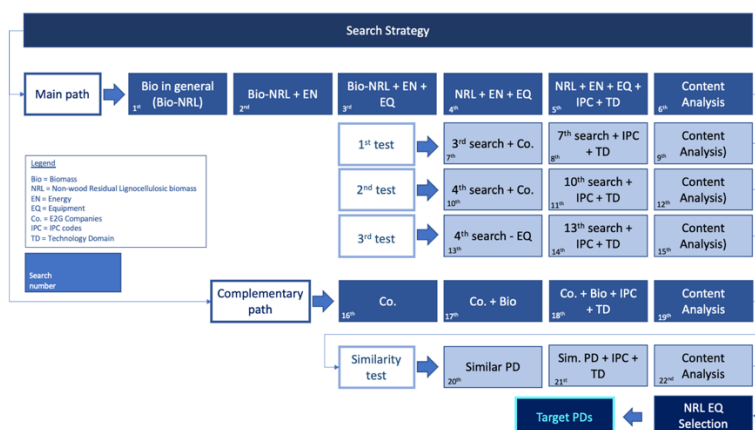 Search Strategy
Main path
Bio in general
(Bio-NRL)
1st
Bio-NRL + EN
2nd
Bio-NRL + EN +
EQ
3rd
NRL + EN + EQ
4th
NRL + EN + EQ +
IPC + TD
5th
Content
Analysis
6th
1st test
3rd search + Co.
7th
7th search + IPC
+ TD
8th
Content
Analysis)
9th
Legend
Bio = Biomass
NRL = Non-wood Residual Lignocellulosic biomass
EN = Energy
EQ = Equipment
Co. = E2G Companies
IPC = IPC codes
TD = Technology Domain
Search
number
2nd test
4th search + Co.
10th
10th search +
IPC + TD
11th
Content
Analysis)
12th
3rd test
4th search - EQ
13th
13th search +
IPC + TD
14th
Content
Analysis)
15th
Complementary
path
Co.
16th
Co. + Bio
17th
Co. + Bio + IPC
+ TD
18th
Content
Analysis
19th
Similarity
test
Similar PD
20th
Sim. PD + IPC +
TD
21st
Content
Analysis
22nd
Target PDs
NRL EQ
Selection